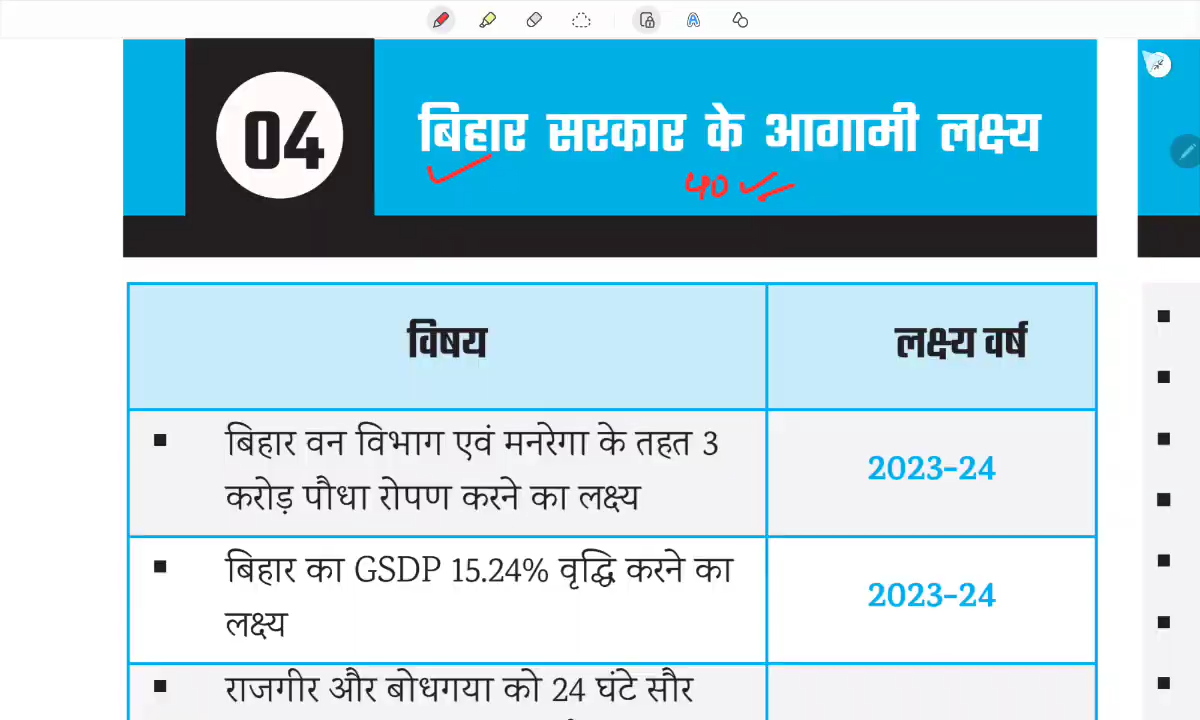 04
बिहार सरकार के आगामी लक्ष्य
40
विषय
लक्ष्य वर्ष
▪ बिहार वन विभाग एवं मनरेगा के तहत 3
करोड़ पौधा रोपण करने का लक्ष्य
2023-24
▪ बिहार का GSDP 15.24% वृद्धि करने का
लक्ष्य
2023-24
▪ राजगीर और बोधगया को 24 घंटे सौर